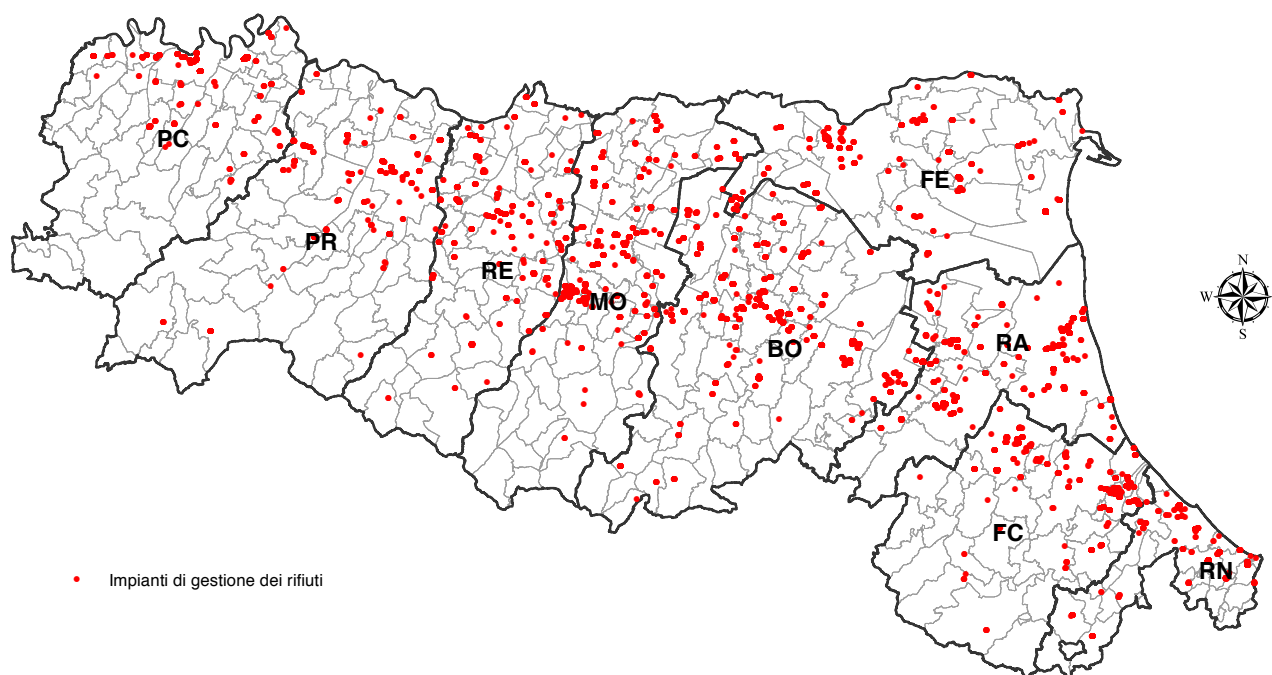 PC
PR
RE
MO
BO
FE
RA
FC
RN
N
W
S
Impianti di gestione dei rifiuti